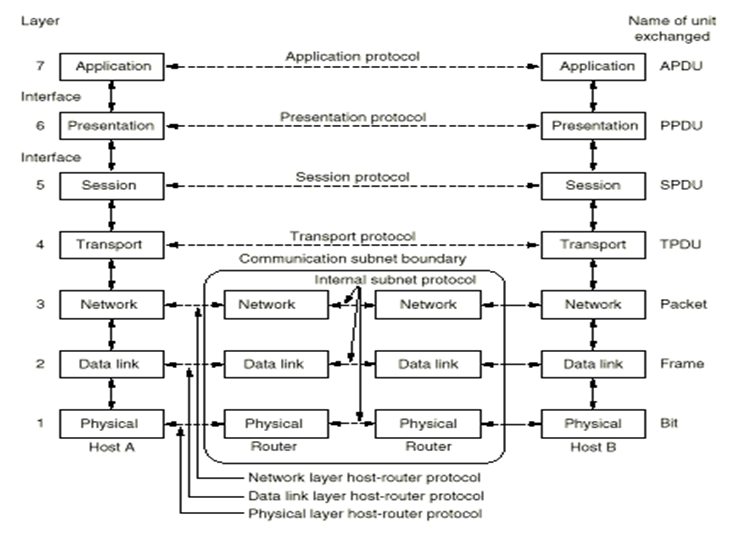 Layer
Name of unit
exchanged
Application protocol
7 Application Application APDU
Interface
Presentation protocol
6 Presentation Presentation PPDU
Interface
Session protocol
5 Session Session SPDU
Transport protocol
4 Transport Transport TPDU
Communication subnet boundary
Internal subnet protocol
3 Network Network Network Network Packet
2 Data link Data link Data link Data link Frame
1 Physical Physical Physical Physical Bit
Host A Router Router Host B
Network layer host-router protocol
Data link layer host-router protocol
Physical layer host-router protocol